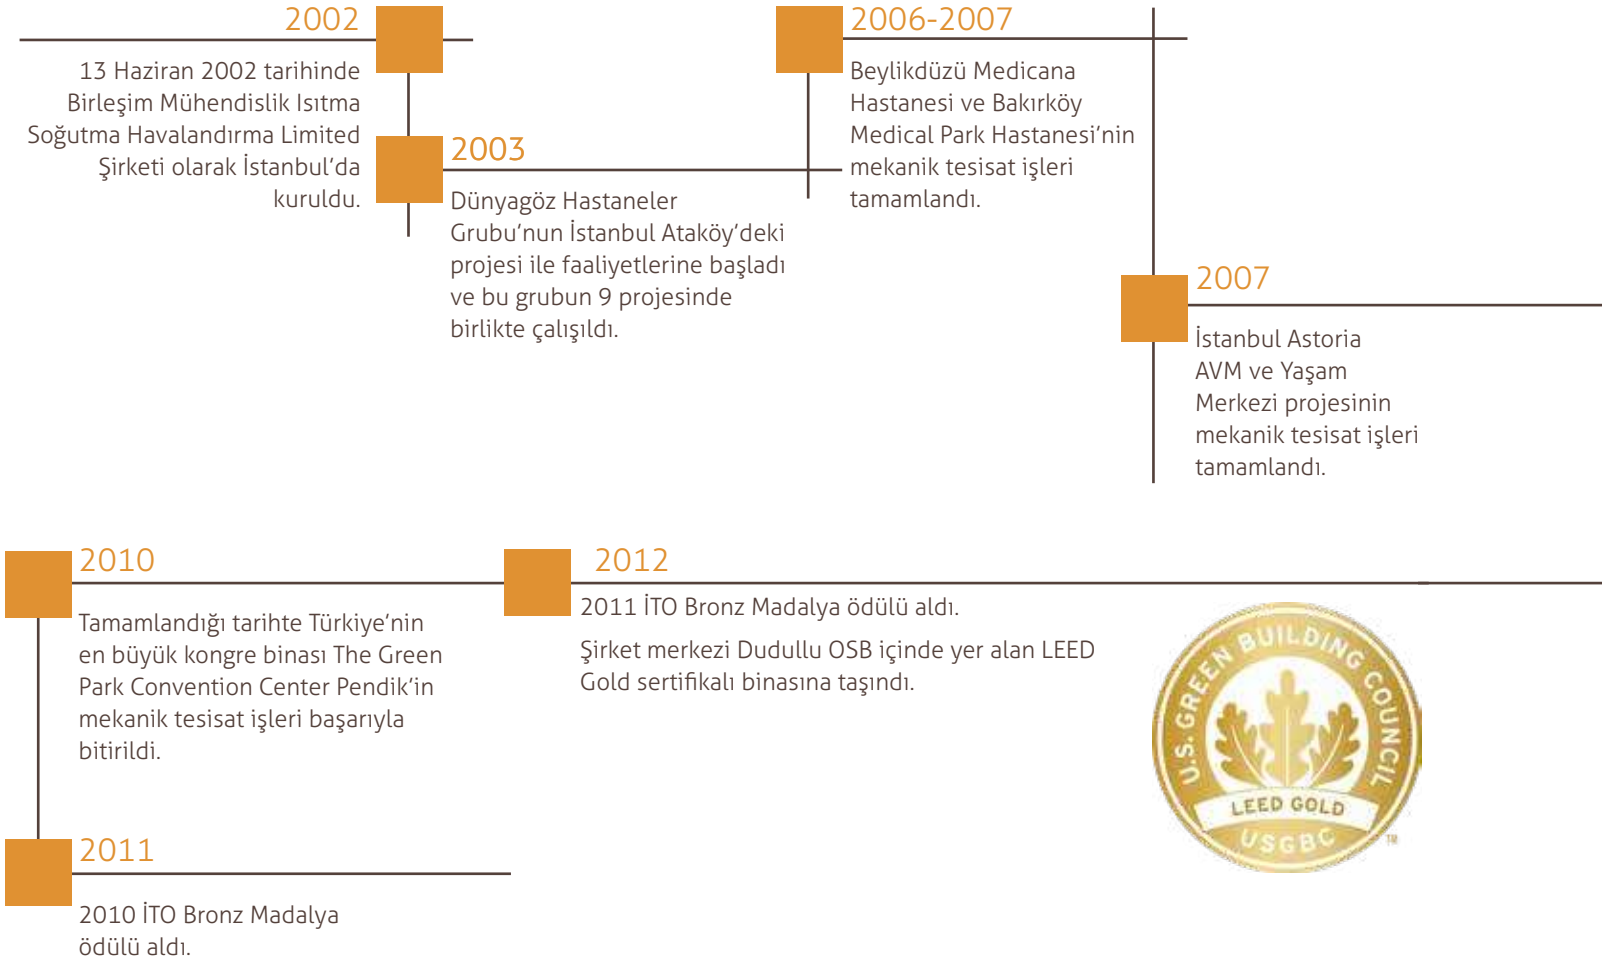 2002
13 Haziran 2002 tarihinde
Birleşim Mühendislik Isıtma
Soğutma Havalandırma Limited
Şirketi olarak İstanbul’da
kuruldu.
2003
Dünyagöz Hastaneler
Grubu’nun İstanbul Ataköy’deki
projesi ile faaliyetlerine başladı
ve bu grubun 9 projesinde
birlikte çalışıldı.
2006-2007
Beylikdüzü Medicana
Hastanesi ve Bakırköy
Medical Park Hastanesi’nin
mekanik tesisat işleri
tamamlandı.
2007
İstanbul Astoria
AVM ve Yaşam
Merkezi projesinin
mekanik tesisat işleri
tamamlandı.
2010
Tamamlandığı tarihte Türkiye’nin
en büyük kongre binası The Green
Park Convention Center Pendik’in
mekanik tesisat işleri başarıyla
bitirildi.
2011
2010 İTO Bronz Madalya
ödülü aldı.
2012
2011 İTO Bronz Madalya ödülü aldı.
Şirket merkezi Dudullu OSB içinde yer alan LEED
Gold sertifikalı binasına taşındı.
U.S. GREEN BUILDING COUNCIL
LEED GOLD
USGBC